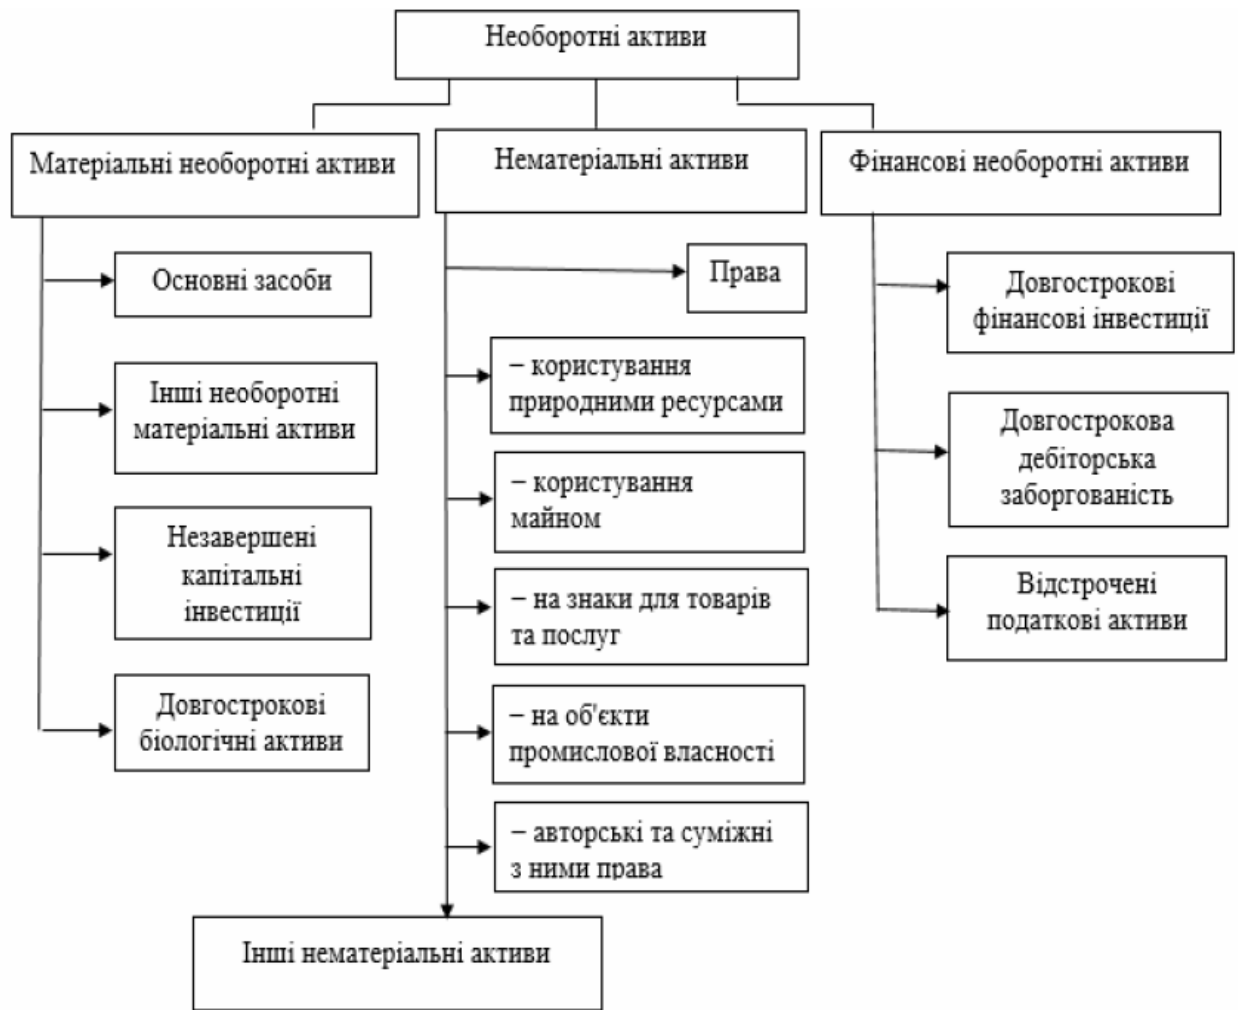 Необоротні активи
Матеріальні необоротні активи
Нематеріальні активи
Фінансові необоротні активи
Основні засоби
Інші необоротні
матеріальні активи
Незавершені
капітальні
інвестиції
Довгострокові
біологічні активи
Права
– користування
природними ресурсами
– користування
майном
– на знаки для товарів
та послуг
– на об'єкти
промислової власності
– авторські та суміжні
з ними права
Інші нематеріальні активи
Довгострокові
фінансові інвестиції
Довгострокова
дебіторська
заборгованість
Відстрочені
податкові активи